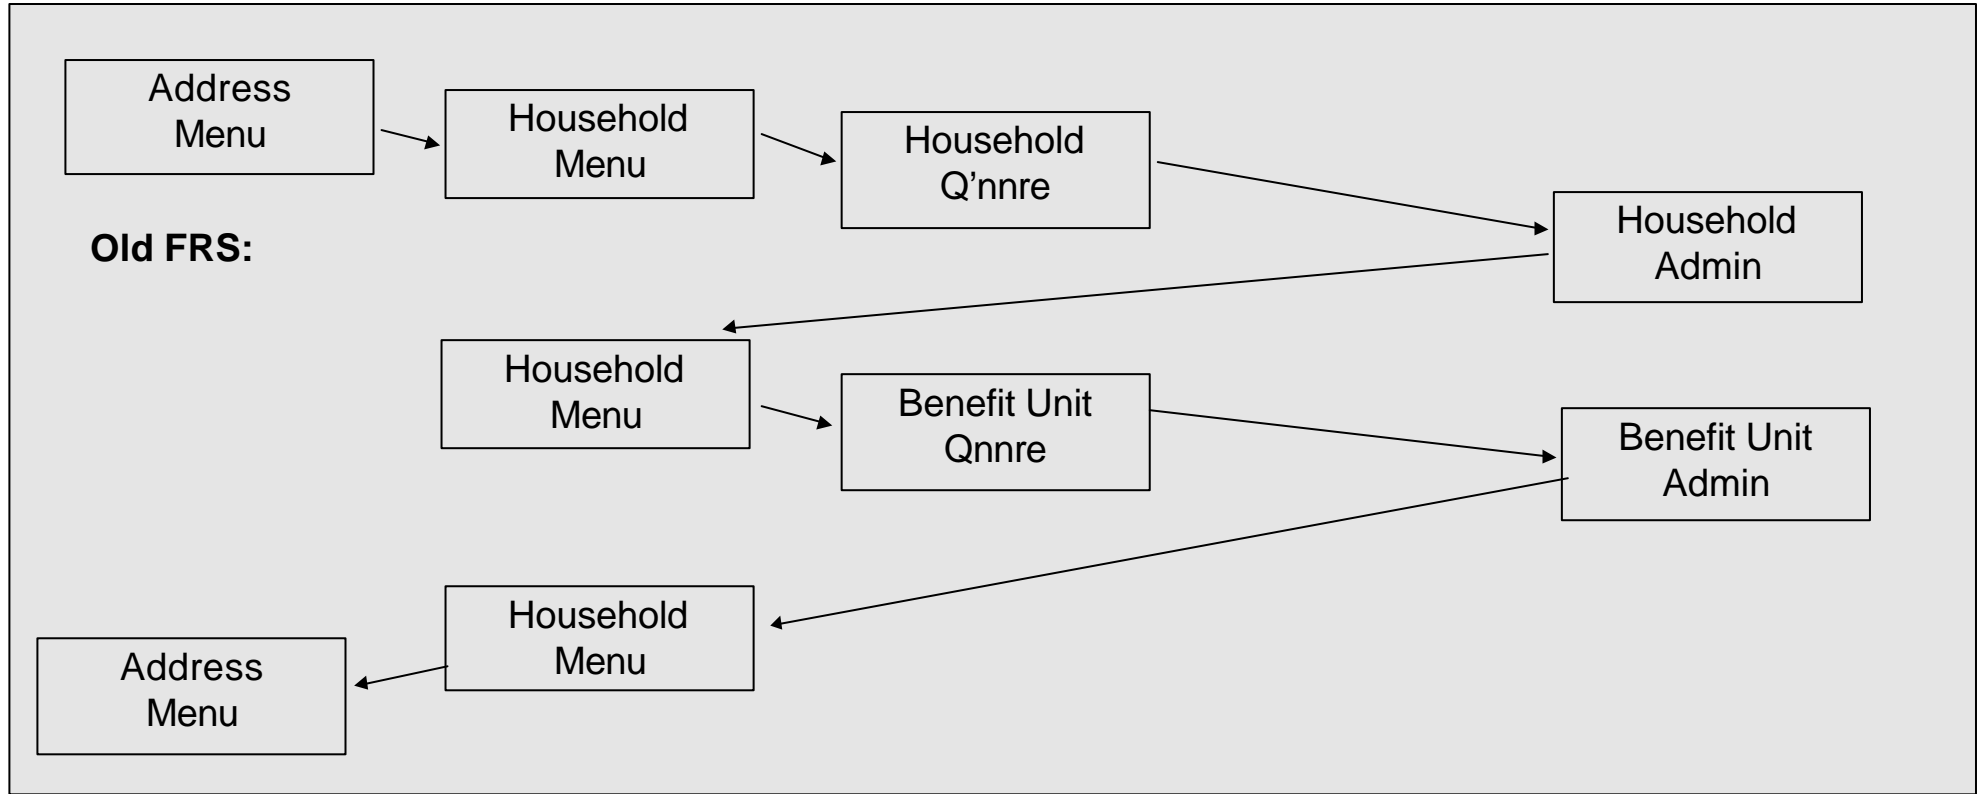 Address
Menu
Household
Menu
Household
Q’nnre
Household
Admin
Old FRS:
Household
Menu
Benefit Unit
Qnnre
Benefit Unit
Admin
Household
Menu
Address
Menu